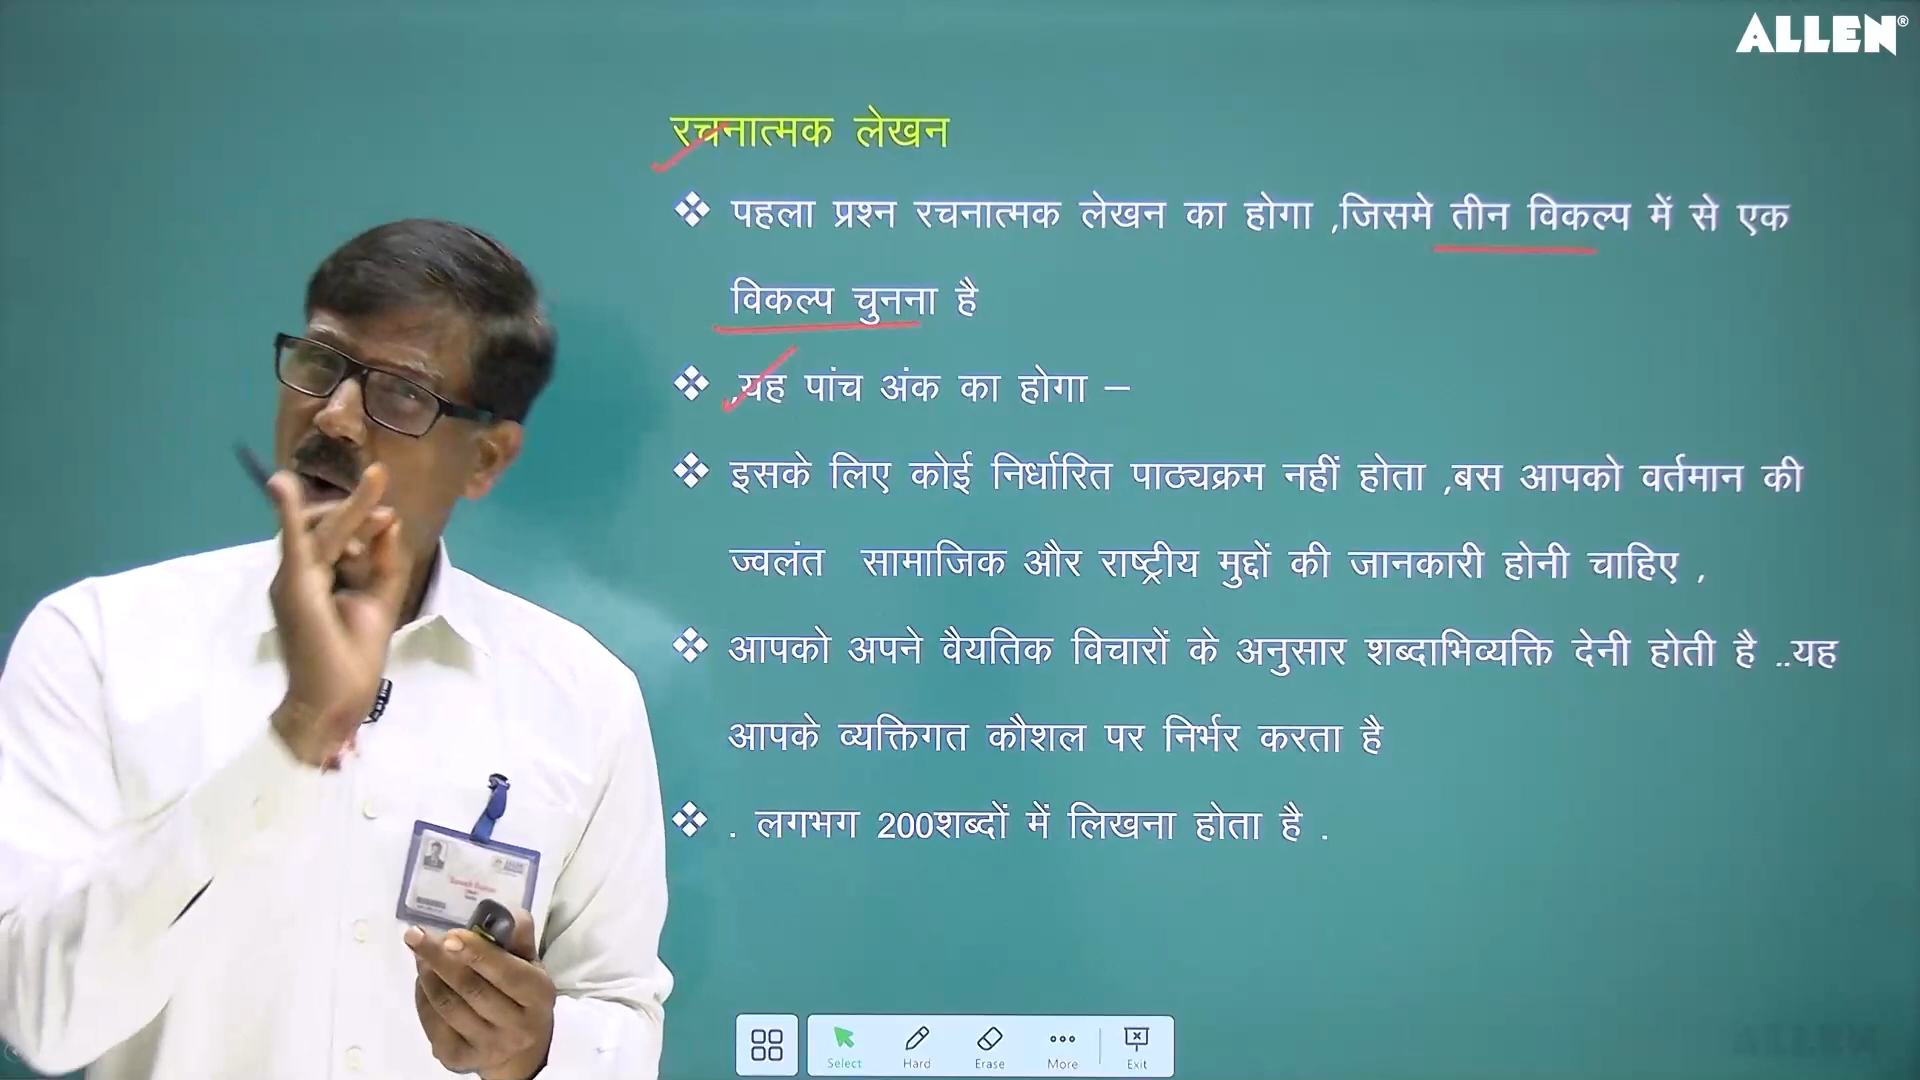 ALLEN®
रचनात्मक लेखन
❖ पहला प्रश्न रचनात्मक लेखन का होगा ,जिसमे तीन विकल्प में से एक
विकल्प चुनना है
❖ ,यह पांच अंक का होगा –
❖ इसके लिए कोई निर्धारित पाठ्यक्रम नहीं होता ,बस आपको वर्तमान की
ज्वलंत सामाजिक और राष्ट्रीय मुद्दों की जानकारी होनी चाहिए ,
❖ आपको अपने वैयतिक विचारों के अनुसार शब्दाभिव्यक्ति देनी होती है ..यह
आपके व्यक्तिगत कौशल पर निर्भर करता है
❖ . लगभग 200शब्दों में लिखना होता है .
Select Hard Erase More Exit
ALLEN